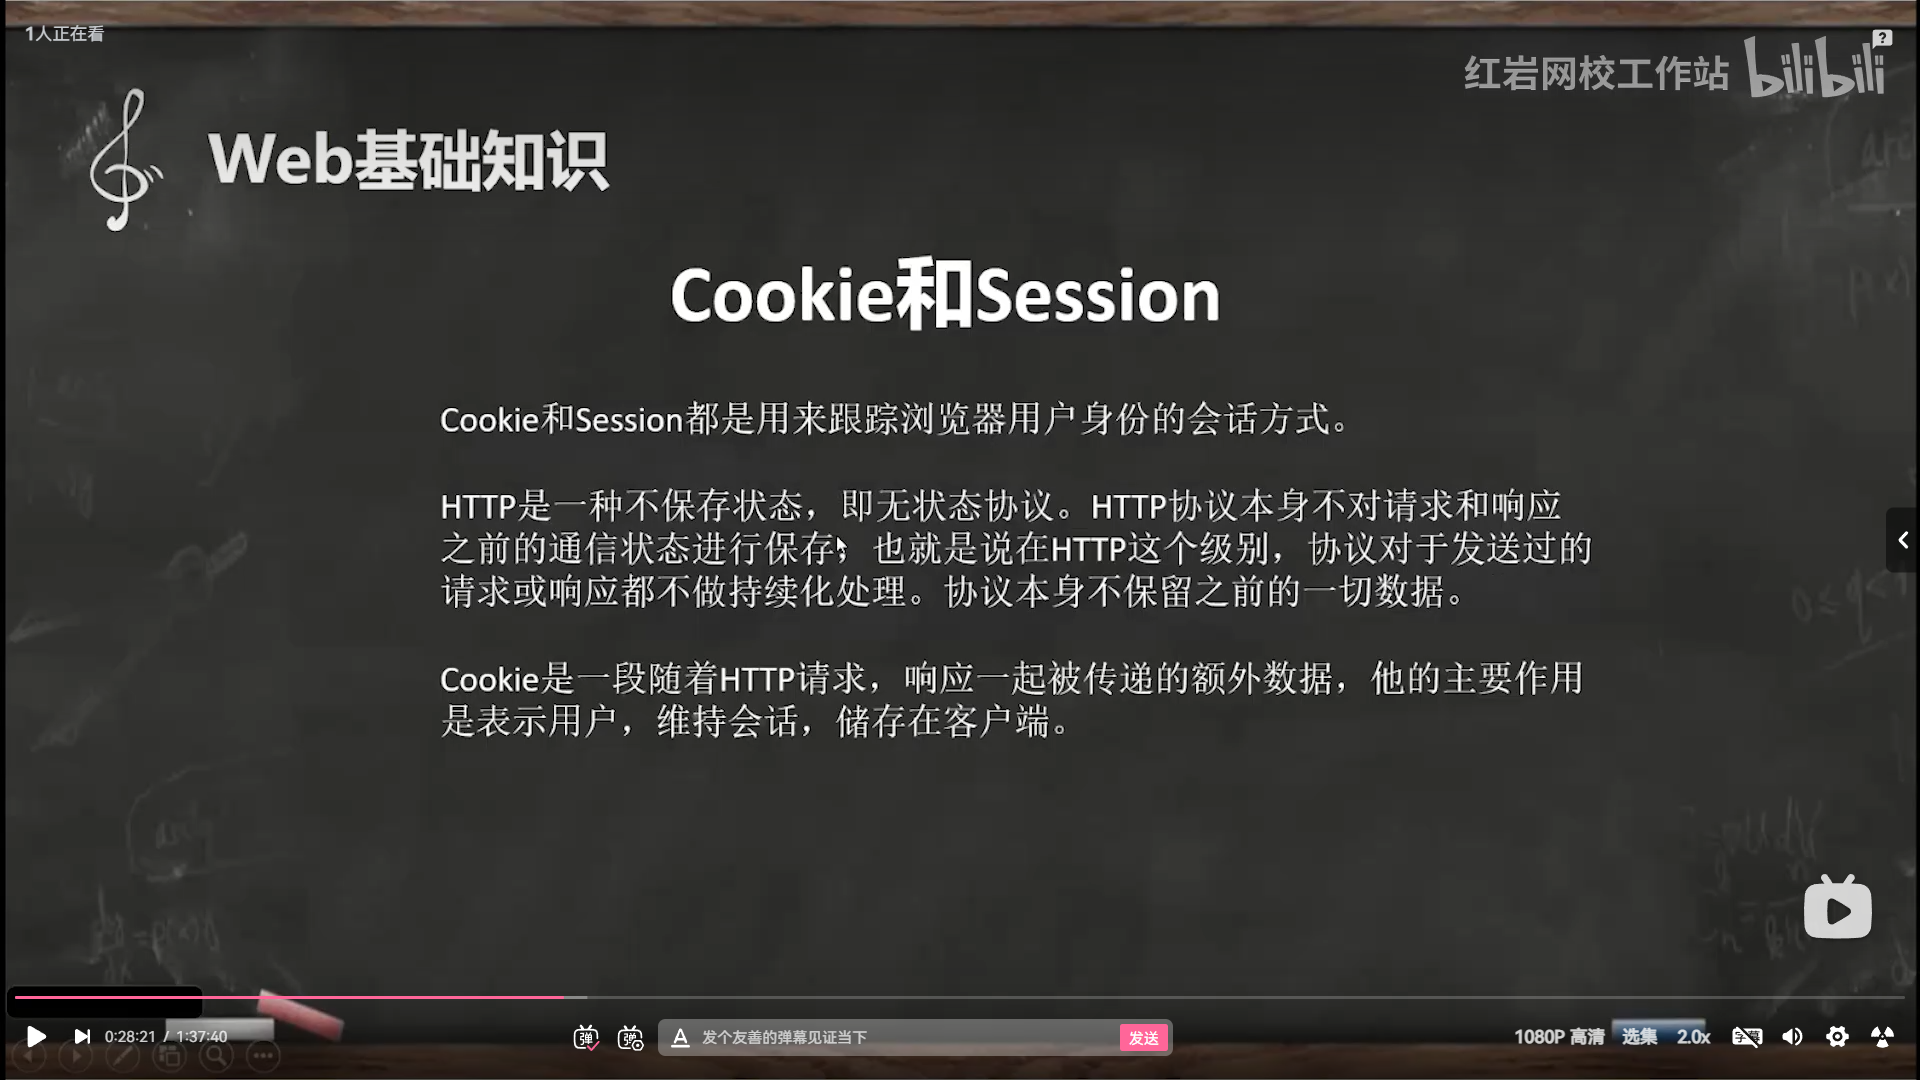 1人正在看
红岩网校工作站 bilibili
Web基础知识
Cookie和Session
Cookie和Session都是用来跟踪浏览器用户身份的会话方式。
HTTP是一种不保存状态，即无状态协议。HTTP协议本身不对请求和响应
之前的通信状态进行保存；也就是说在HTTP这个级别，协议对于发送过的
请求或响应都不做持续化处理。协议本身不保留之前的一切数据。
Cookie是一段随着HTTP请求，响应一起被传递的额外数据，他的主要作用
是表示用户，维持会话，储存在客户端。
0:28:21 / 1:37:40
弹
弹
发个友善的弹幕见证当下
发送
1080P 高清
选集
2.0x
字幕